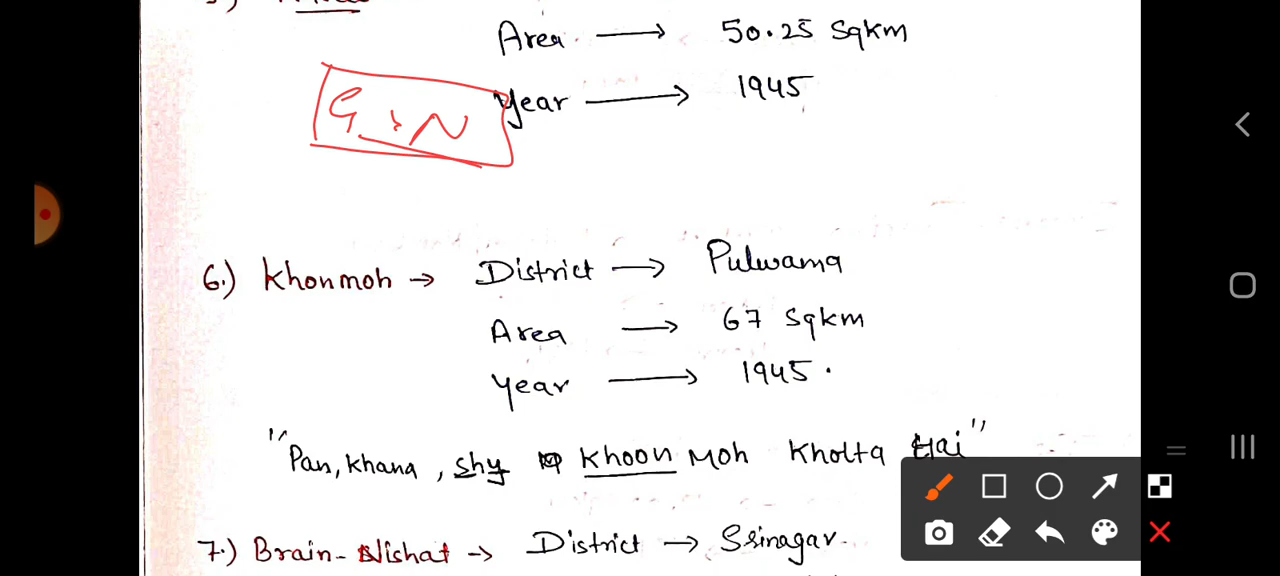 Area → 50.25 Sqkm
G → N
Year → 1945
6.) Khonmoh → District → Pulwama
Area → 67 Sqkm
Year → 1945.
"Pan, Khana, shy Khoon Moh Kholta Hai"
7.) Brain-Nishat → District → Srinagar.